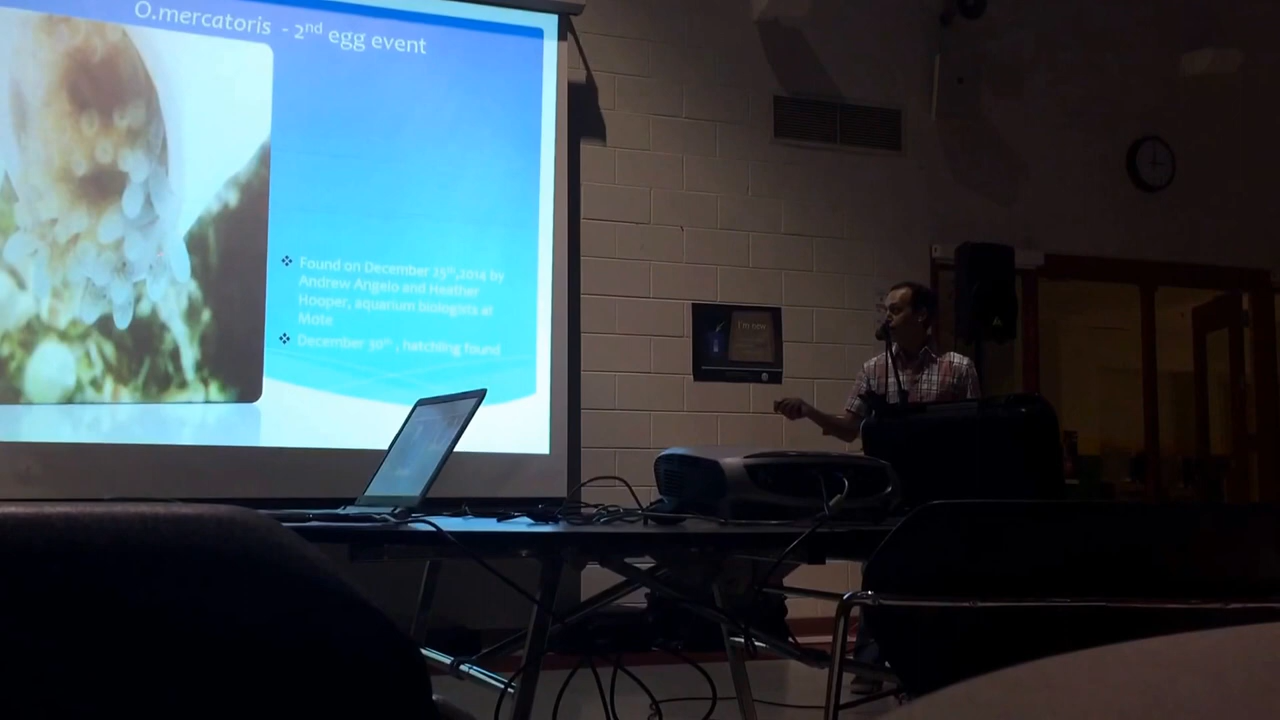 O.mercatoris - 2nd egg event
Found on December 25th,2014 by
Andrew Angelo and Heather
Hooper, aquarium biologists at
Mote
December 30th, hatchling found
I'm new